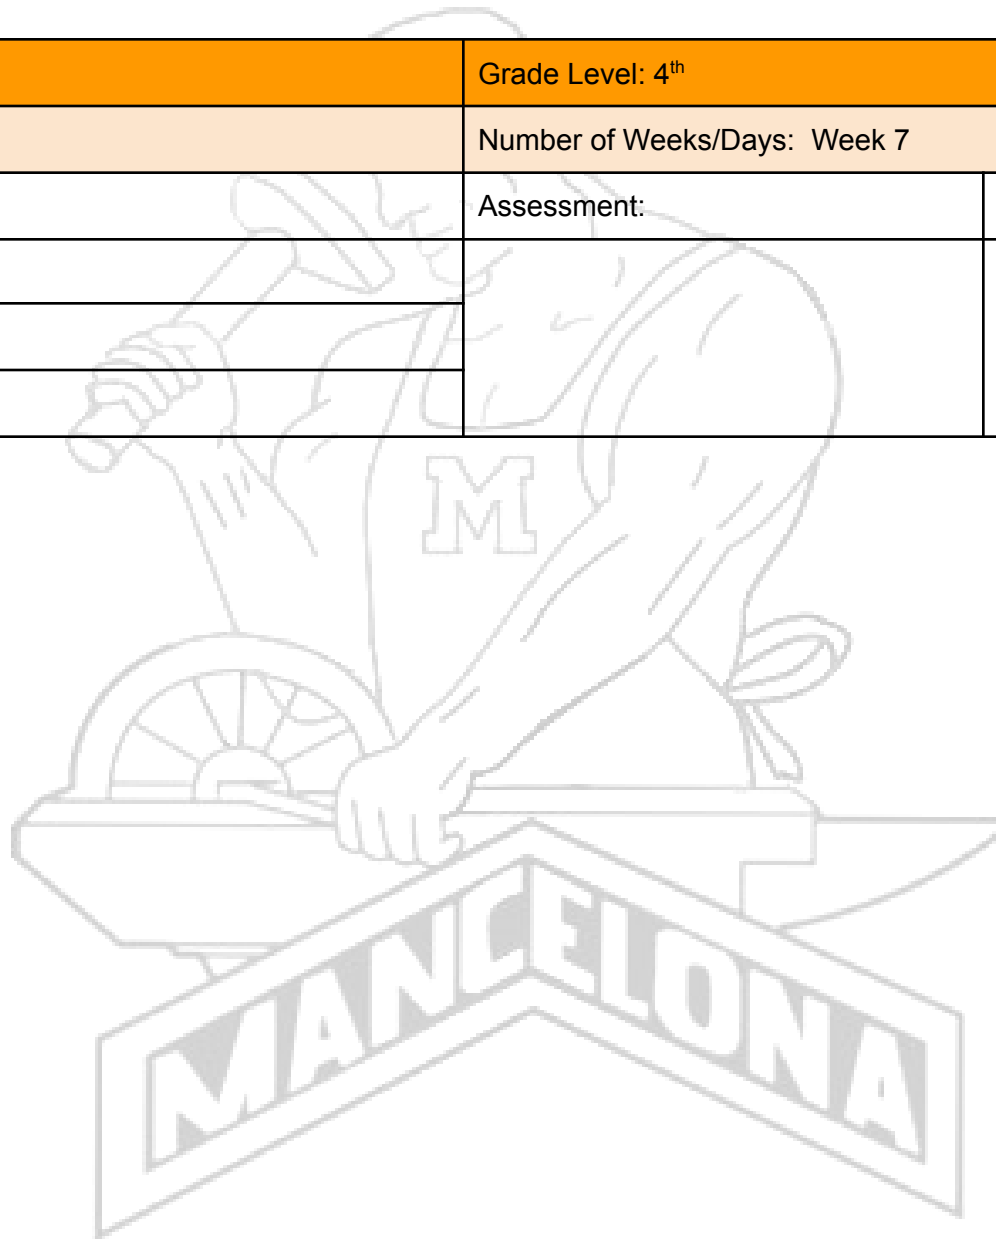 Grade Level: 4th
Number of Weeks/Days: Week 7
Assessment:
M
MANCELONA